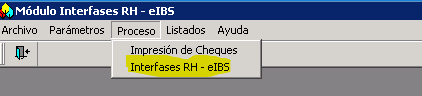 Módulo Interfases RH - eIBS
Archivo Parámetros Proceso Listados Ayuda
Impresión de Cheques
Interfases RH - eIBS